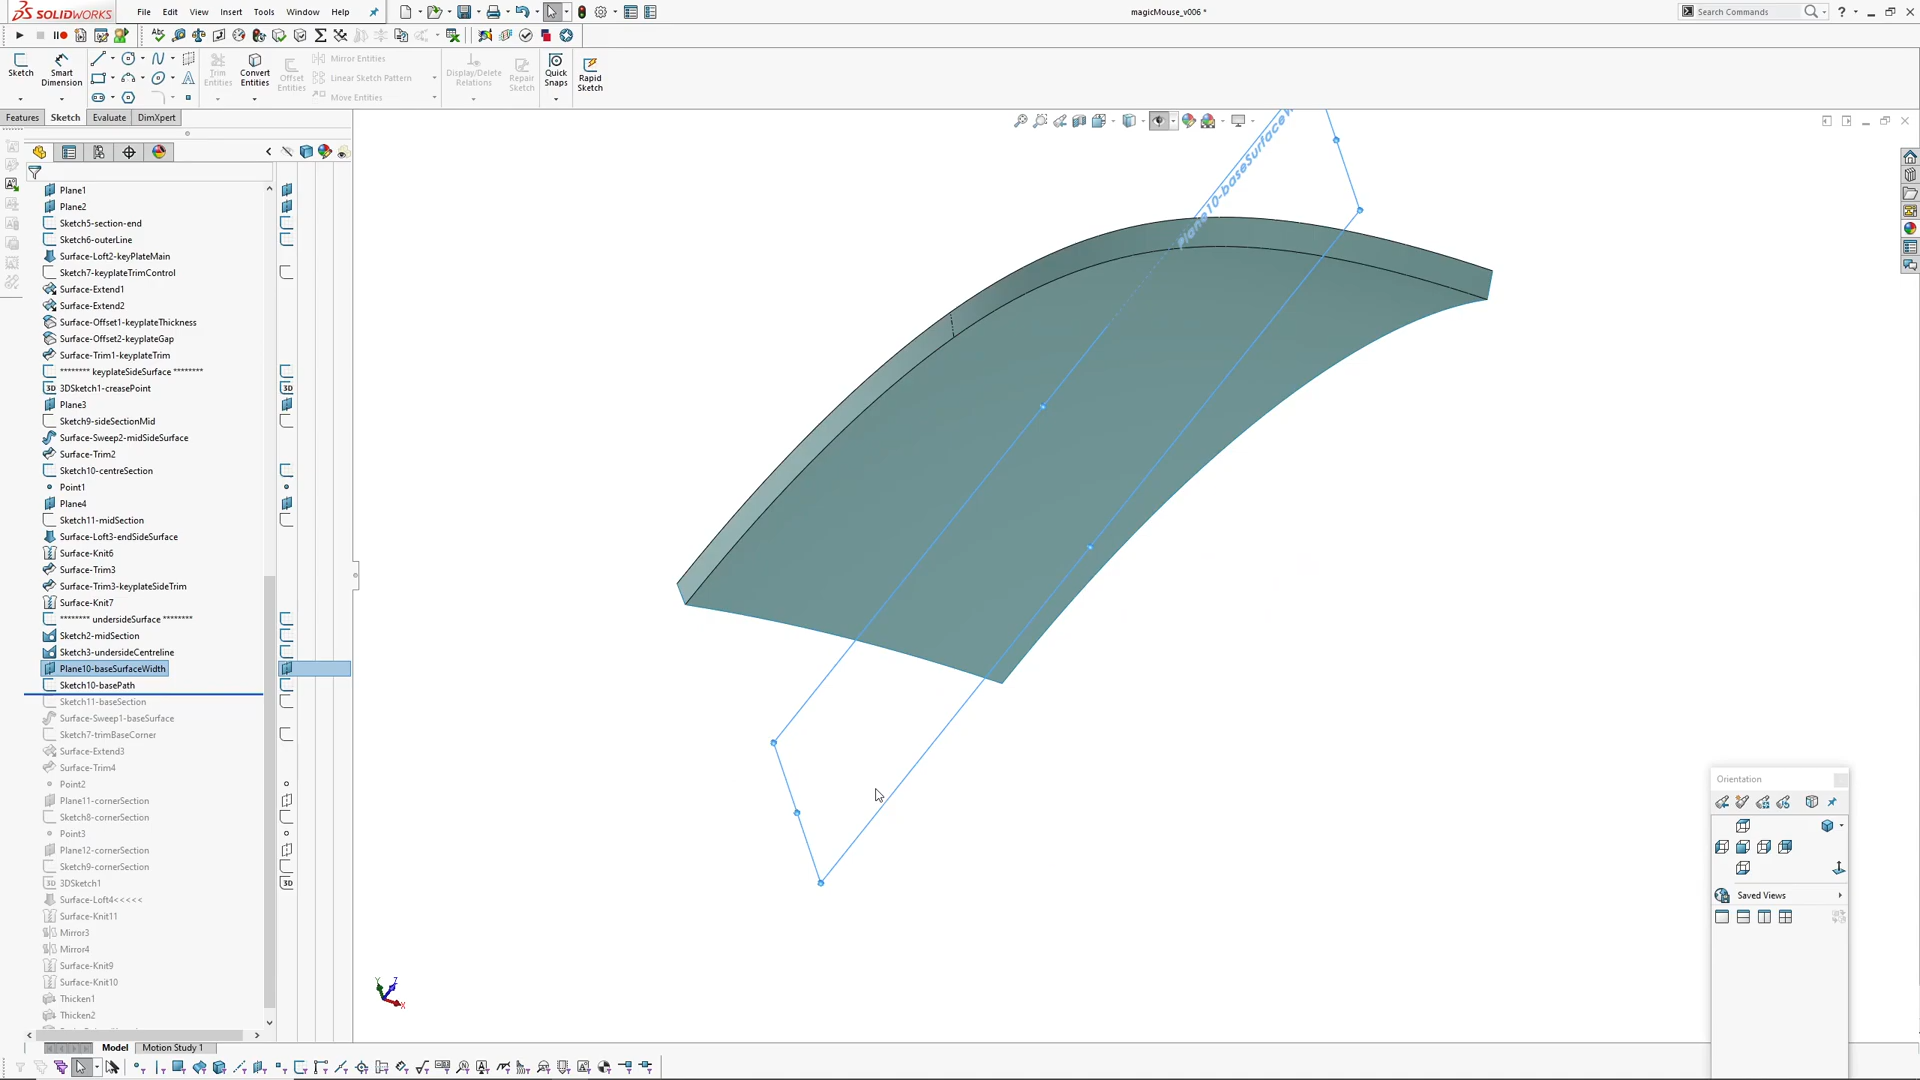 SOLIDWORKS
File Edit View Insert Tools Window Help
magicMouse_v006 *
Search Commands
Sketch
Smart Dimension
Trim Entities
Convert Entities
Offset Entities
Mirror Entities
Linear Sketch Pattern
Move Entities
Display/Delete Relations
Repair Sketch
Quick Snaps
Rapid Sketch
Features Sketch Evaluate DimXpert
Plane1
Plane2
Sketch5-section-end
Sketch6-outerLine
Surface-Loft2-keyPlateMain
Sketch7-keyplateTrimControl
Surface-Extend1
Surface-Extend2
Surface-Offset1-keyplateThickness
Surface-Offset2-keyplateGap
Surface-Trim1-keyplateTrim
******** keyplateSideSurface ********
3DSketch1-creasePoint
Plane3
Sketch9-sideSectionMid
Surface-Sweep2-midSideSurface
Surface-Trim2
Sketch10-centreSection
Point1
Plane4
Sketch11-midSection
Surface-Loft3-endSideSurface
Surface-Knit6
Surface-Trim3
Surface-Trim3-keyplateSideTrim
Surface-Knit7
******** undersideSurface ********
Sketch2-midSection
Sketch3-undersideCentreline
Plane10-baseSurfaceWidth
Sketch10-basePath
Sketch11-baseSection
Surface-Sweep1-baseSurface
Sketch7-trimBaseCorner
Surface-Extend3
Surface-Trim4
Point2
Plane11-cornerSection
Sketch8-cornerSection
Point3
Plane12-cornerSection
Sketch9-cornerSection
3DSketch1
Surface-Loft4<<<<<
Surface-Knit11
Mirror3
Mirror4
Surface-Knit9
Surface-Knit10
Thicken1
Thicken2
Plane10-baseSurfaceW
Orientation
Saved Views
Y Z X
Model Motion Study 1